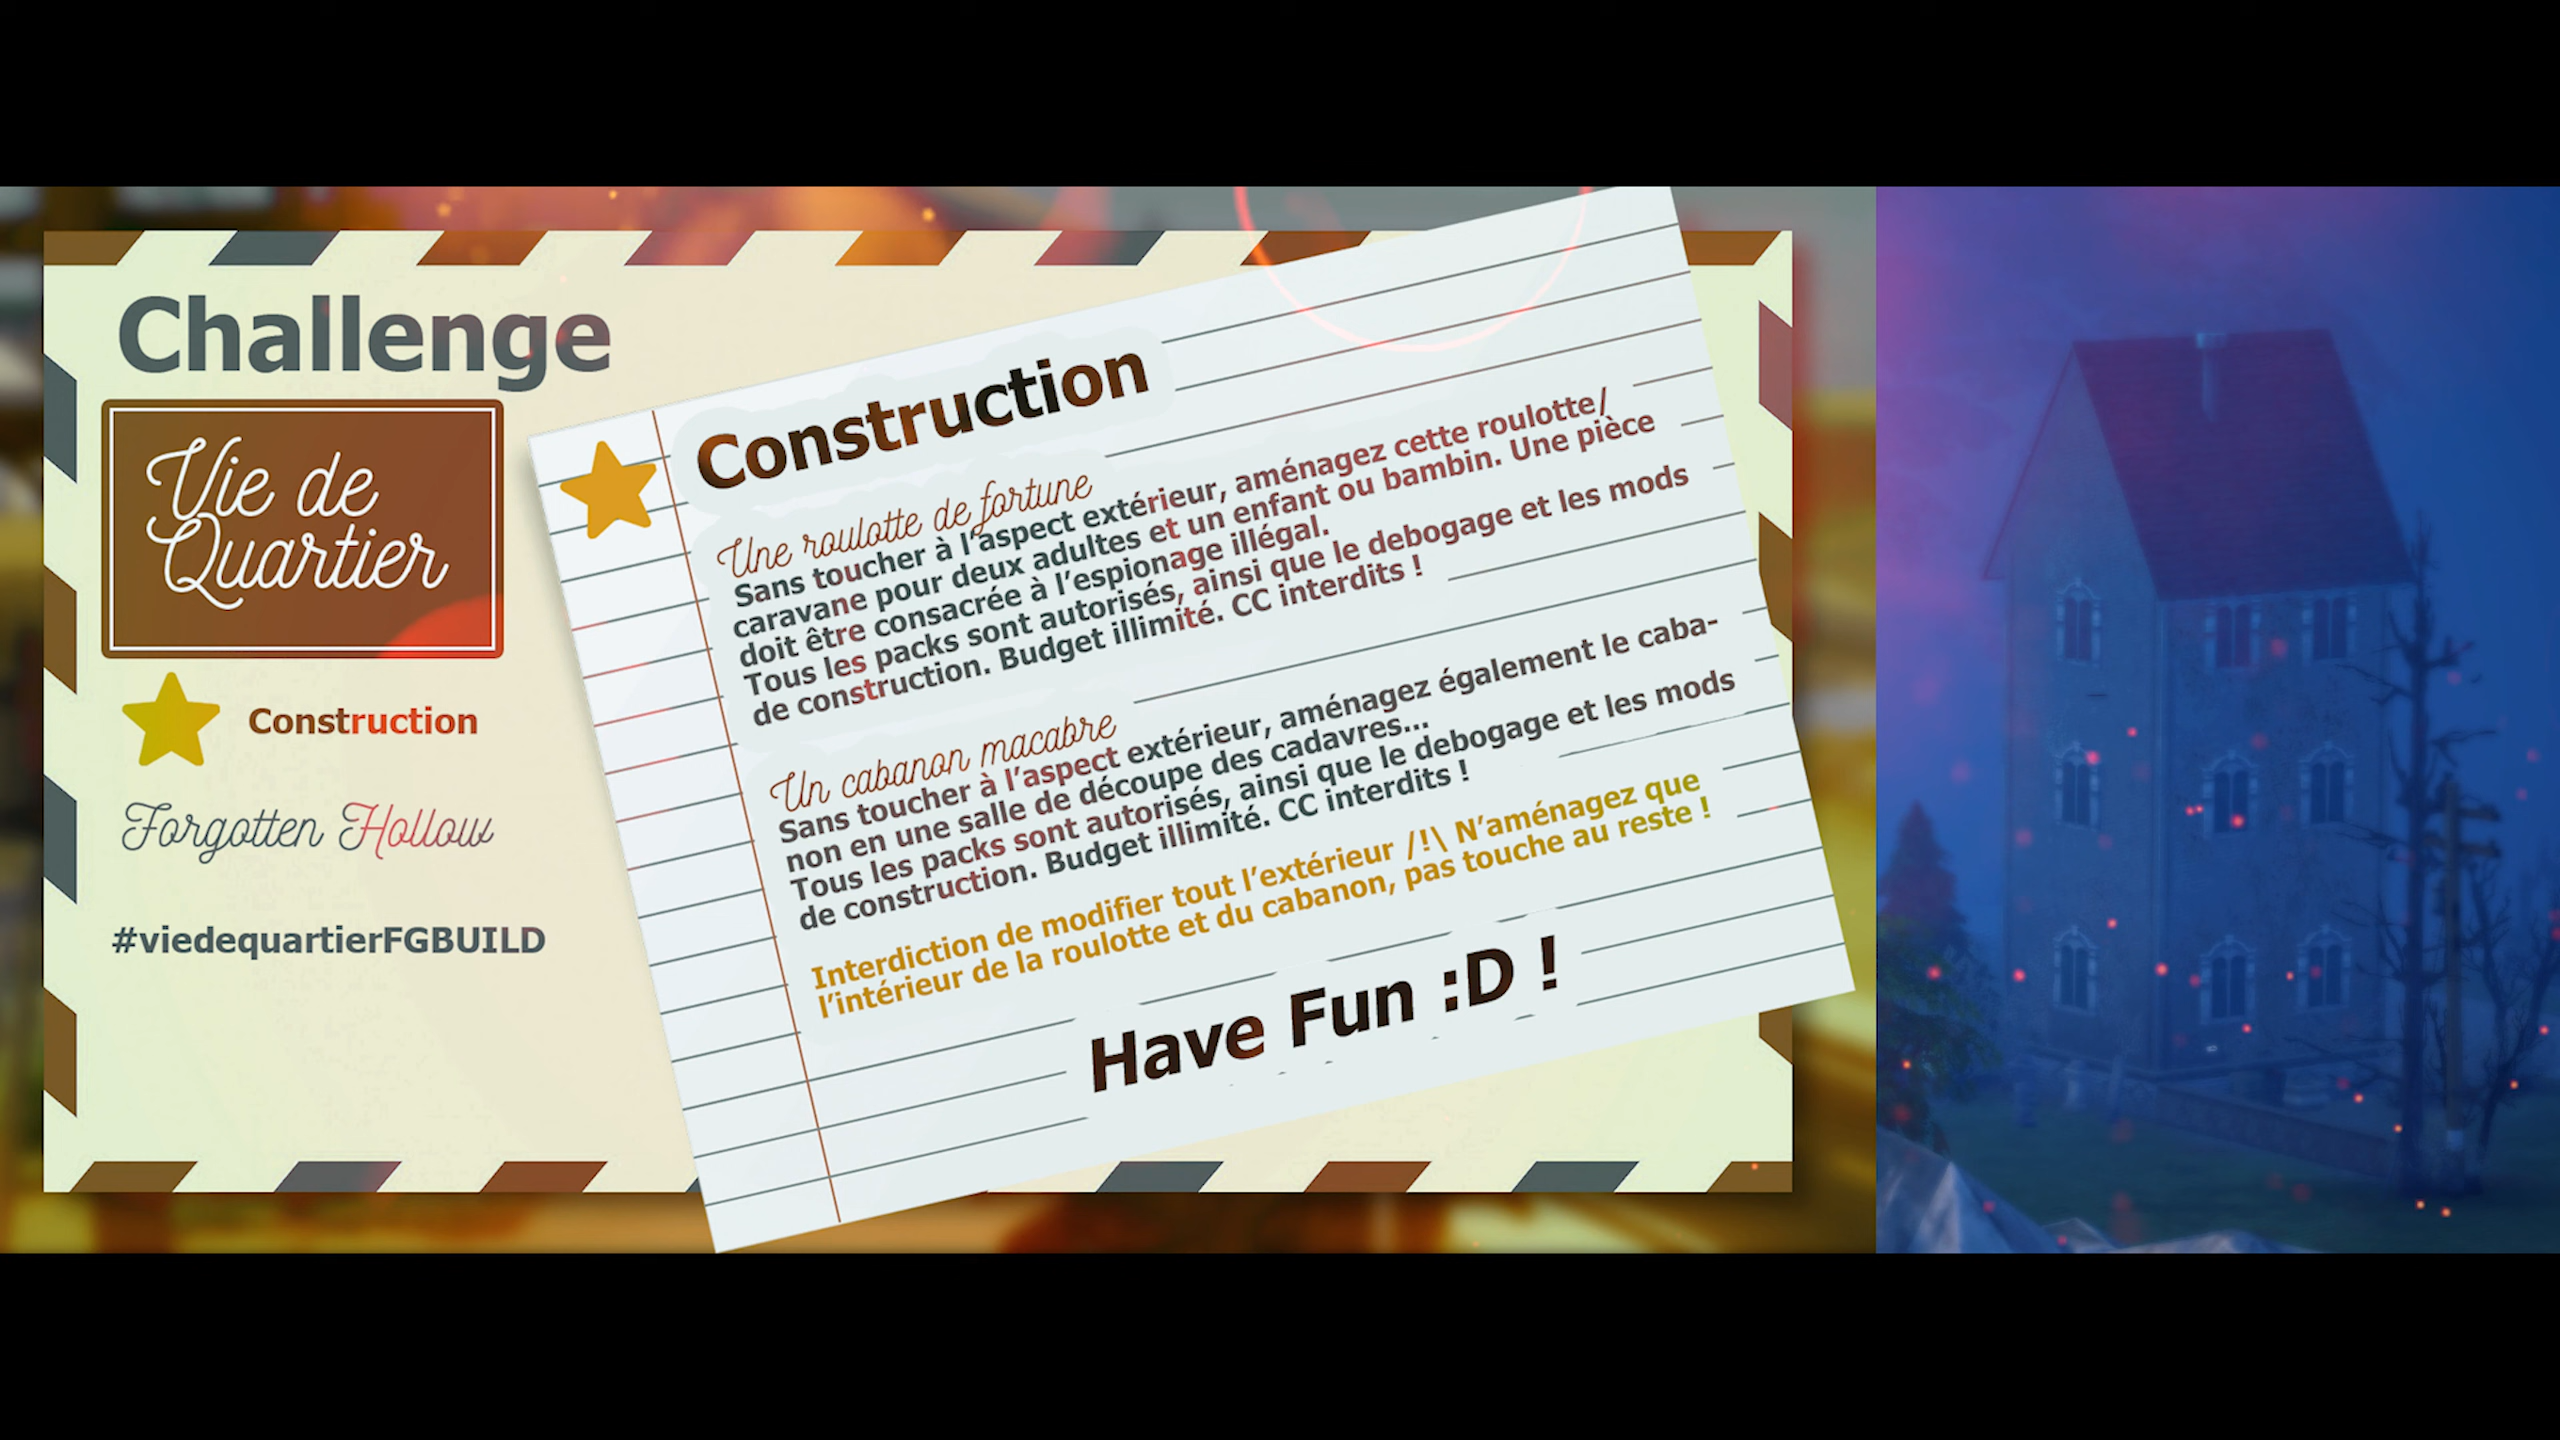 Challenge
Vie de
Quartier
Construction
Forgotten Hollow
#viedequartierFGBUILD
Construction
Une roulotte de fortune
Sans toucher à l'aspect extérieur, aménagez cette roulotte/
caravane pour deux adultes et un enfant ou bambin. Une pièce
doit être consacrée à l'espionage illégal.
Tous les packs sont autorisés, ainsi que le debogage et les mods
de construction. Budget illimité. CC interdits !
Un cabanon macabre
Sans toucher à l'aspect extérieur, aménagez également le caba-
non en une salle de découpe des cadavres...
Tous les packs sont autorisés, ainsi que le debogage et les mods
de construction. Budget illimité. CC interdits !
Interdiction de modifier tout l'extérieur /!\ N'aménagez que
l'intérieur de la roulotte et du cabanon, pas touche au reste !
Have Fun :D !